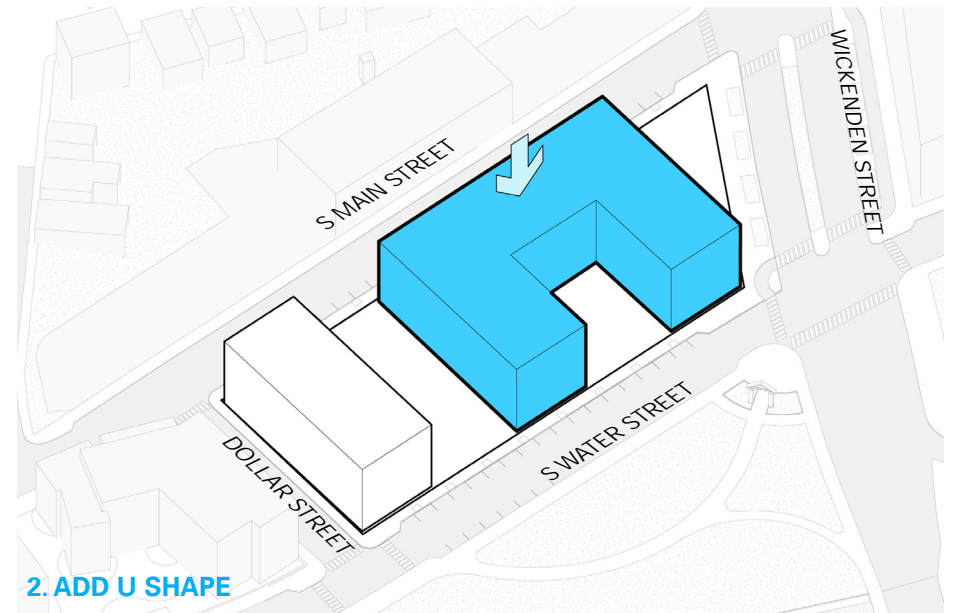 WICKENDEN STREET
S MAIN STREET
S WATER STREET
DOLLAR STREET
2. ADD U SHAPE